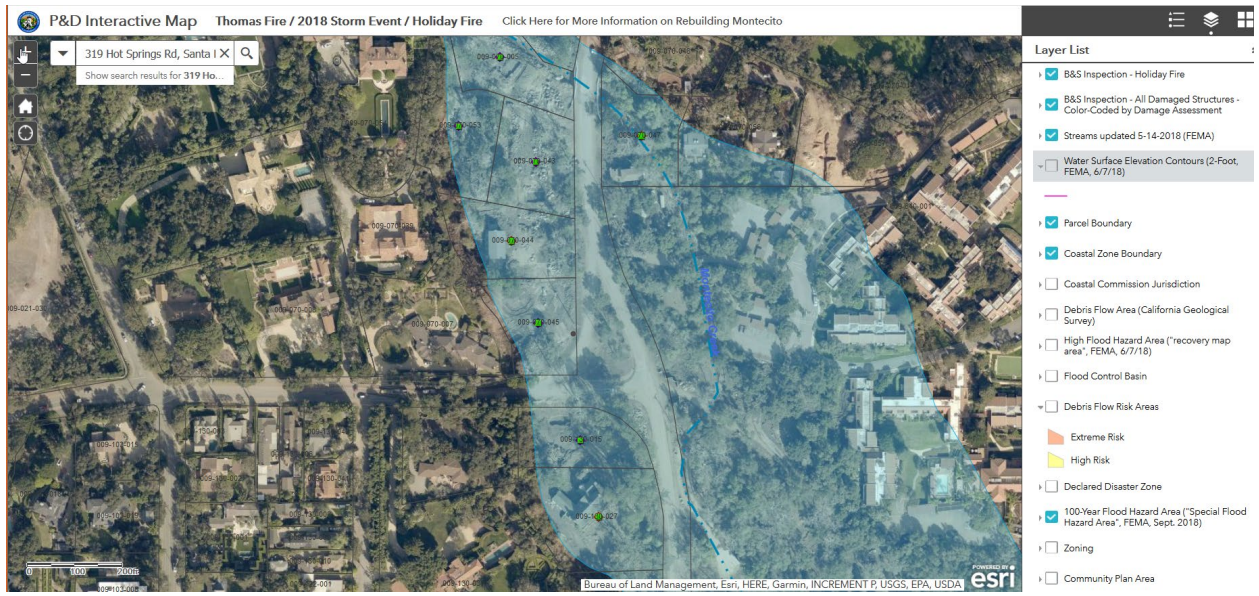 P&D Interactive Map
Thomas Fire / 2018 Storm Event / Holiday Fire
Click Here for More Information on Rebuilding Montecito
319 Hot Springs Rd, Santa
Show search results for 319 Ho...
Layer List
B&S Inspection - Holiday Fire
B&S Inspection - All Damaged Structures -
Color-Coded by Damage Assessment
Streams updated 5-14-2018 (FEMA)
Water Surface Elevation Contours (2-Foot,
FEMA, 6/7/18)
Parcel Boundary
Coastal Zone Boundary
Coastal Commission Jurisdiction
Debris Flow Area (California Geological
Survey)
High Flood Hazard Area ("recovery map
area", FEMA, 6/7/18)
Flood Control Basin
Debris Flow Risk Areas
Extreme Risk
High Risk
Declared Disaster Zone
100-Year Flood Hazard Area ("Special Flood
Hazard Area", FEMA, Sept. 2018)
Zoning
Community Plan Area
009-070-044
009-070-045
009-070-007
0 100 200ft
Bureau of Land Management, Esri, HERE, Garmin, INCREMENT P, USGS, EPA, USDA
POWERED BY
esri